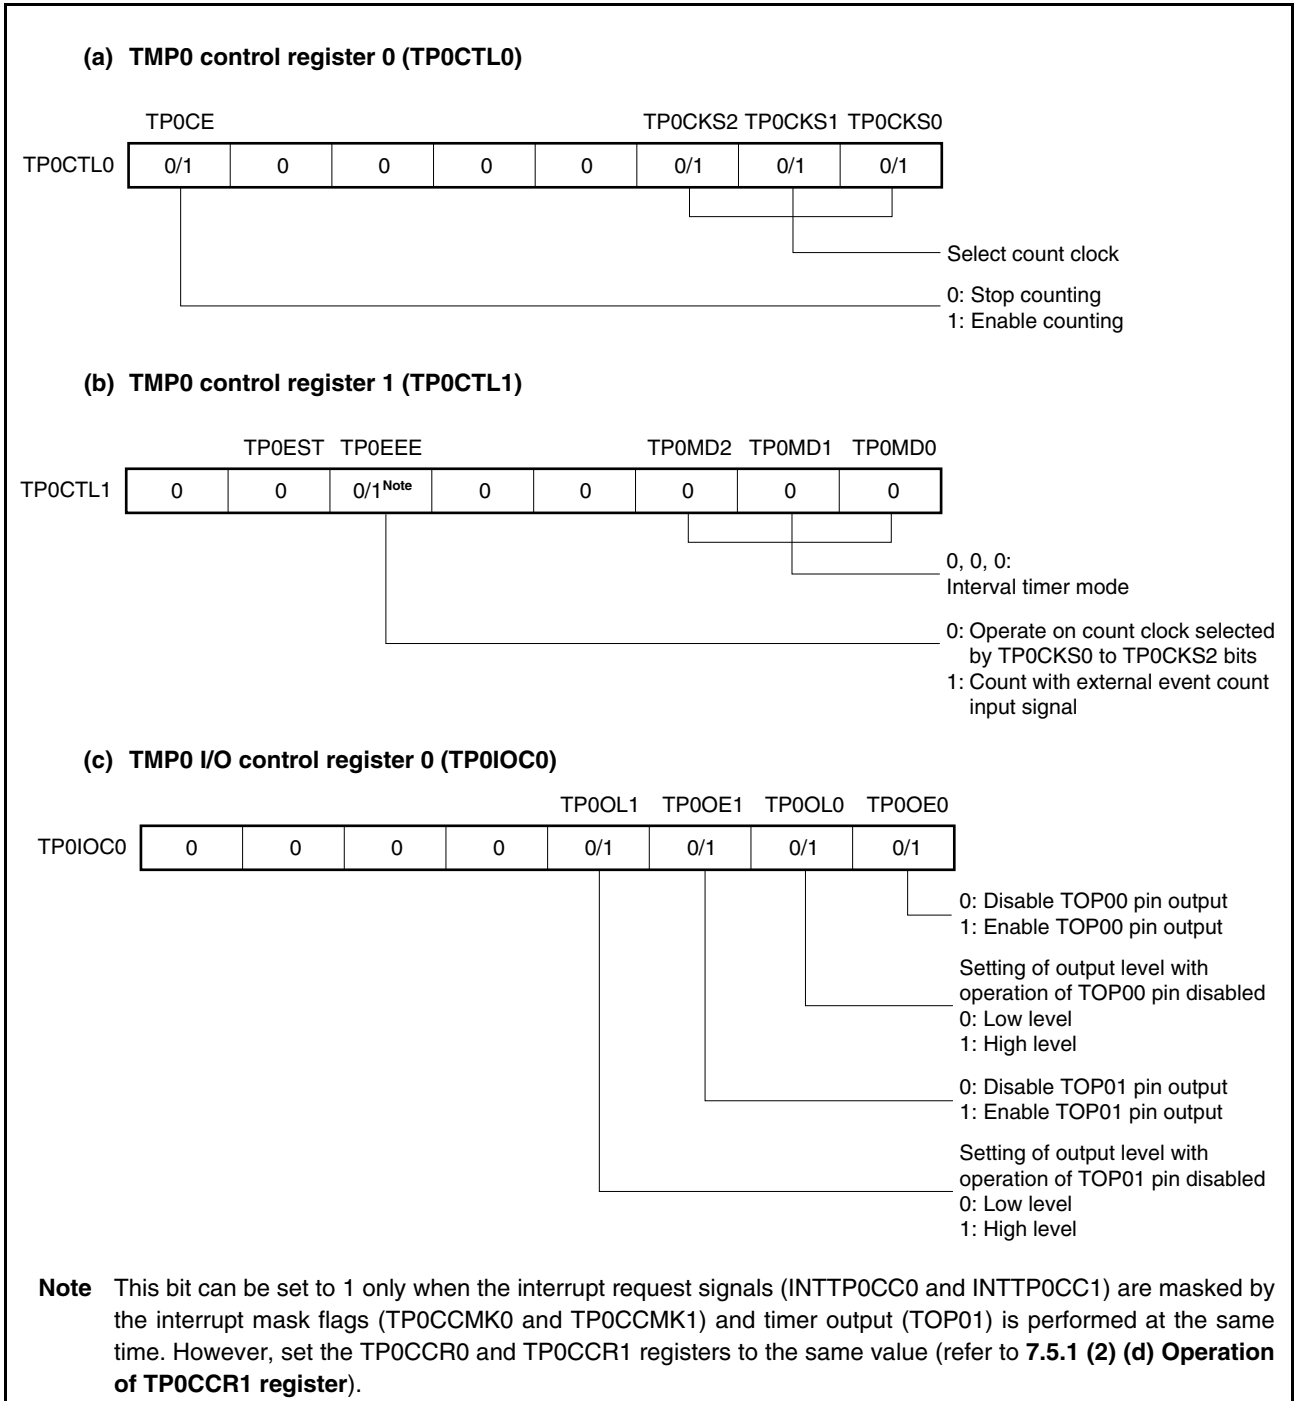 (a) TMP0 control register 0 (TP0CTL0)
TP0CE TP0CKS2 TP0CKS1 TP0CKS0
TP0CTL0 0/1 0 0 0 0 0/1 0/1 0/1
Select count clock
0: Stop counting
1: Enable counting
(b) TMP0 control register 1 (TP0CTL1)
TP0EST TP0EEE TP0MD2 TP0MD1 TP0MD0
TP0CTL1 0 0 0/1Note 0 0 0 0 0
0, 0, 0:
Interval timer mode
0: Operate on count clock selected
by TP0CKS0 to TP0CKS2 bits
1: Count with external event count
input signal
(c) TMP0 I/O control register 0 (TP0IOC0)
TP0OL1 TP0OE1 TP0OL0 TP0OE0
TP0IOC0 0 0 0 0 0/1 0/1 0/1 0/1
0: Disable TOP00 pin output
1: Enable TOP00 pin output
Setting of output level with
operation of TOP00 pin disabled
0: Low level
1: High level
0: Disable TOP01 pin output
1: Enable TOP01 pin output
Setting of output level with
operation of TOP01 pin disabled
0: Low level
1: High level
Note This bit can be set to 1 only when the interrupt request signals (INTTP0CC0 and INTTP0CC1) are masked by
the interrupt mask flags (TP0CCMK0 and TP0CCMK1) and timer output (TOP01) is performed at the same
time. However, set the TP0CCR0 and TP0CCR1 registers to the same value (refer to 7.5.1 (2) (d) Operation
of TP0CCR1 register).